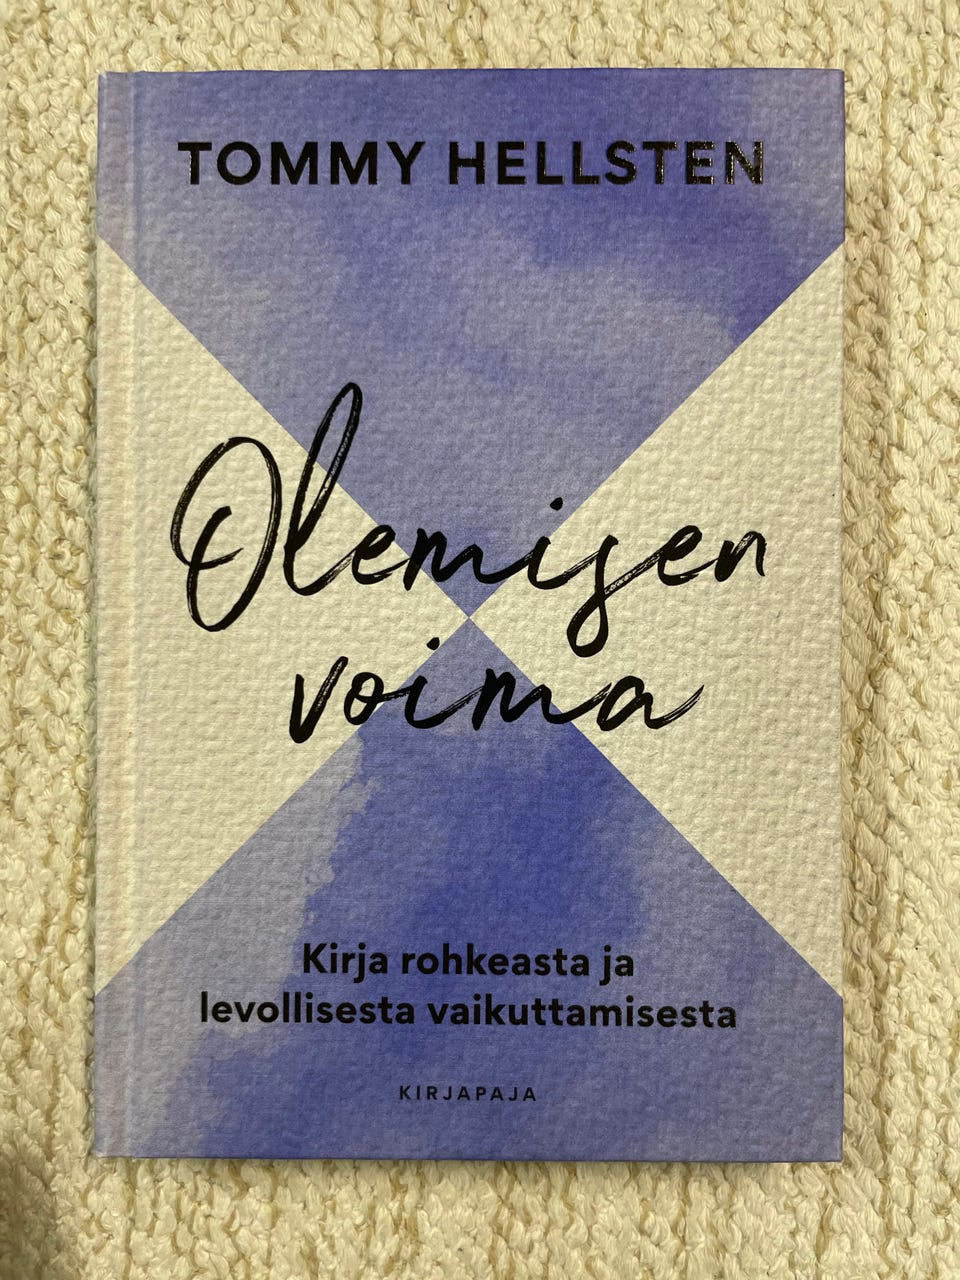 TOMMY HELLSTEN
Olemisen
voima
Kirja rohkeasta ja
levollisesta vaikuttamisesta
KIRJAPAJA